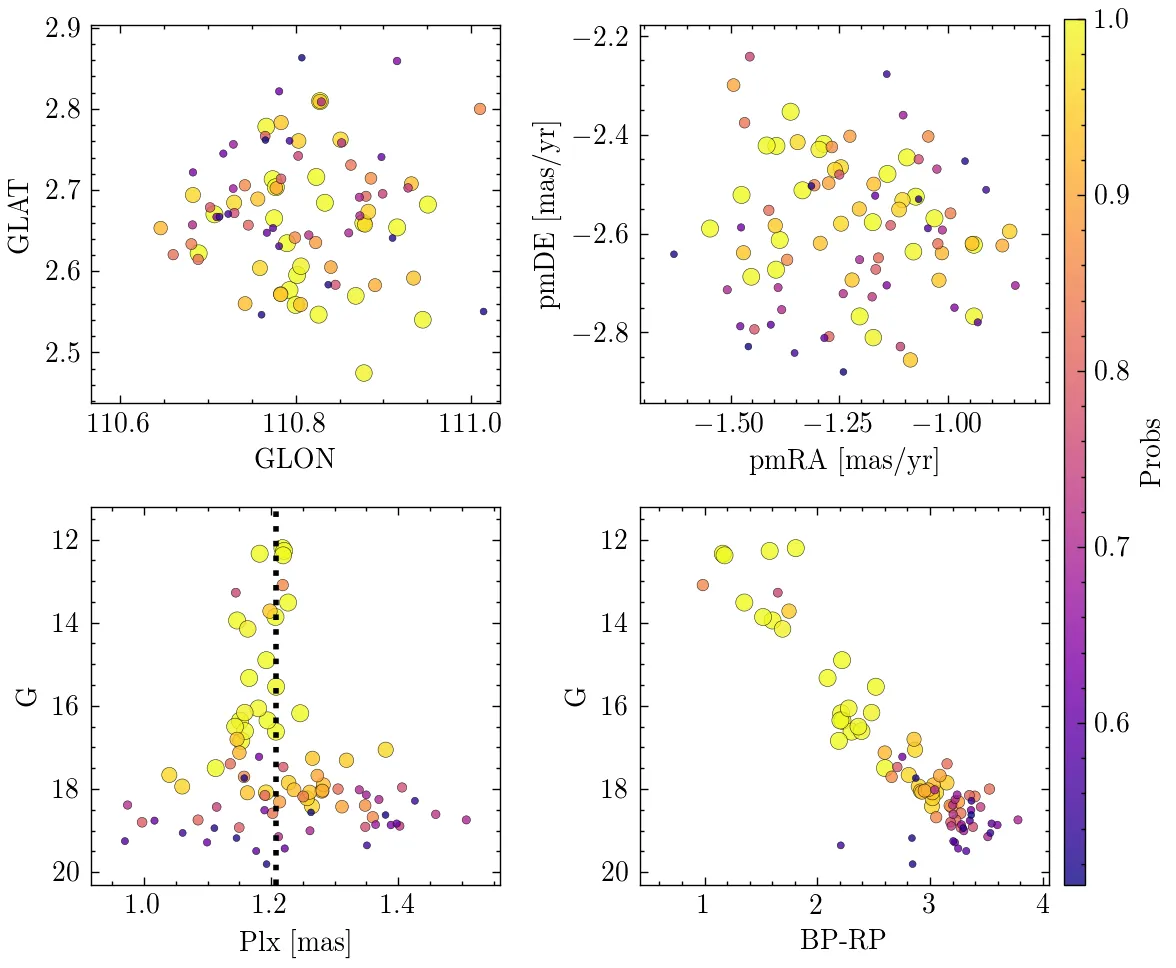 2.9
2.8
2.7
2.6
2.5
GLAT
110.6 110.8 111.0
GLON
−2.2
−2.4
−2.6
−2.8
pmDE [mas/yr]
−1.50 −1.25 −1.00
pmRA [mas/yr]
12
14
16
18
20
G
1.0 1.2 1.4
Plx [mas]
12
14
16
18
20
G
1 2 3 4
BP-RP
1.0
0.9
0.8
0.7
0.6
Probs